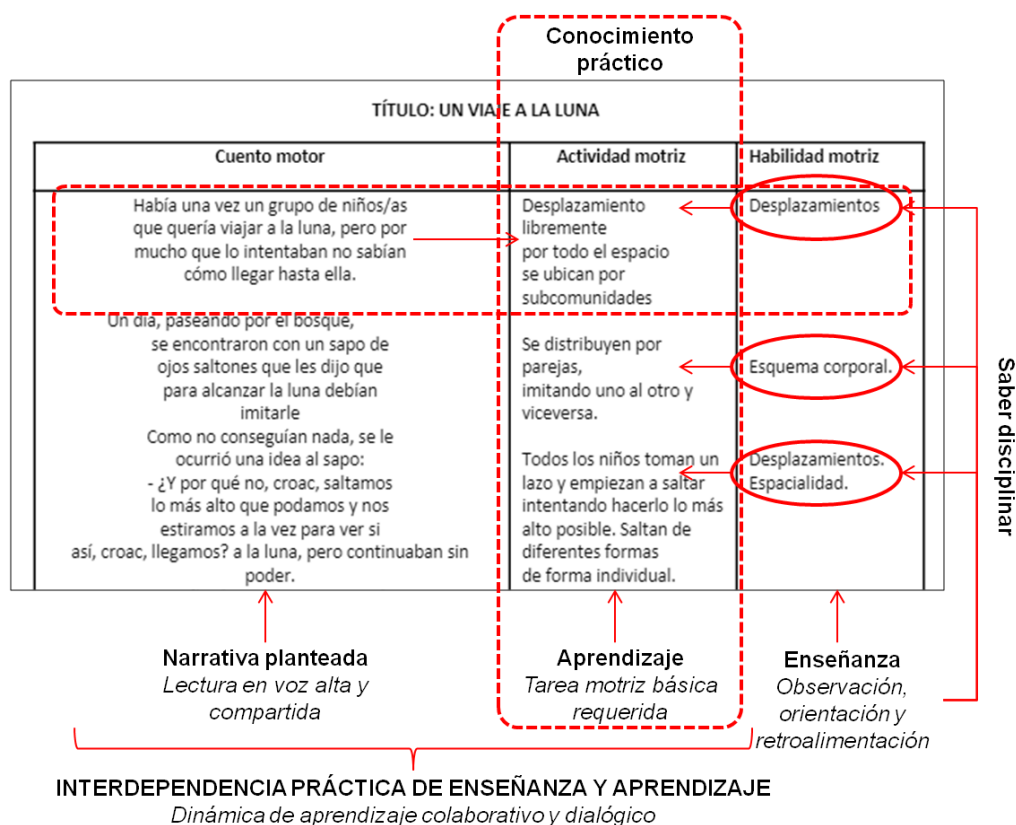 Conocimiento
práctico
TÍTULO: UN VIAJE A LA LUNA
Cuento motor
Actividad motriz
Habilidad motriz
Había una vez un grupo de niños/as
que quería viajar a la luna, pero por
mucho que lo intentaban no sabían
cómo llegar hasta ella.
Desplazamiento
libremente
por todo el espacio
se ubican por
subcomunidades
Desplazamientos
Un día, paseando por el bosque,
se encontraron con un sapo de
ojos saltones que les dijo que
para alcanzar la luna debían
imitarle
Se distribuyen por
parejas,
imitando uno al otro y
viceversa.
Esquema corporal.
Como no conseguían nada, se le
ocurrió una idea al sapo:
- ¿Y por qué no, croac, saltamos
lo más alto que podamos y nos
estiramos a la vez para ver si
así, croac, llegamos? a la luna, pero continuaban sin
poder.
Todos los niños toman un
lazo y empiezan a saltar
intentando hacerlo lo más
alto posible. Saltan de
diferentes formas
de forma individual.
Desplazamientos.
Espacialidad.
Saber disciplinar
Narrativa planteada
Lectura en voz alta y
compartida
Aprendizaje
Tarea motriz básica
requerida
Enseñanza
Observación,
orientación y
retroalimentación
INTERDEPENDENCIA PRÁCTICA DE ENSEÑANZA Y APRENDIZAJE
Dinámica de aprendizaje colaborativo y dialógico